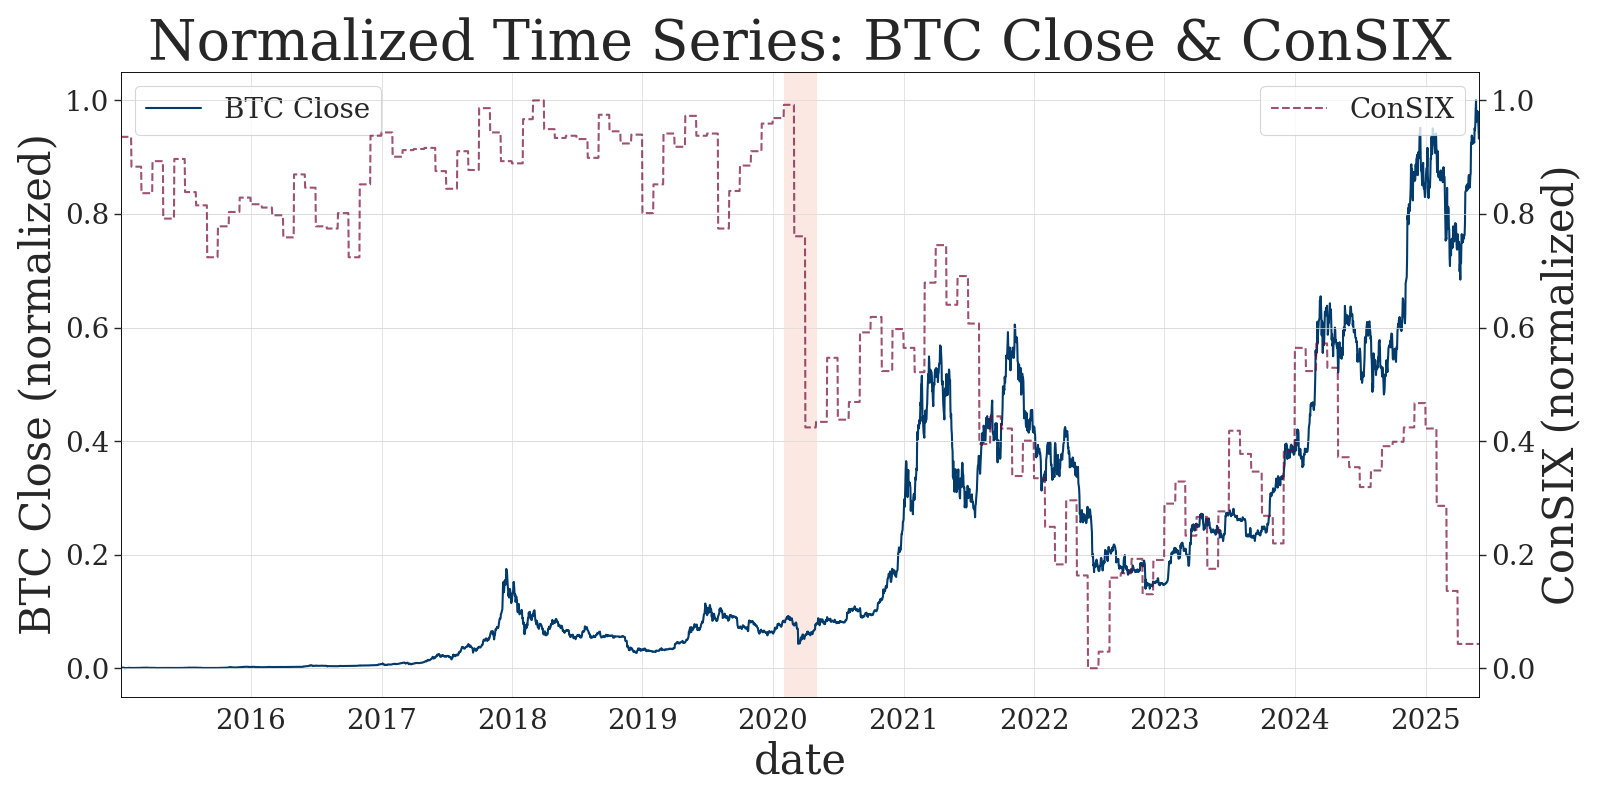 Normalized Time Series: BTC Close & ConSIX
BTC Close
ConSIX
BTC Close (normalized)
1.0
0.8
0.6
0.4
0.2
0.0
1.0
0.8
0.6
0.4
0.2
0.0
ConSIX (normalized)
2016 2017 2018 2019 2020 2021 2022 2023 2024 2025
date